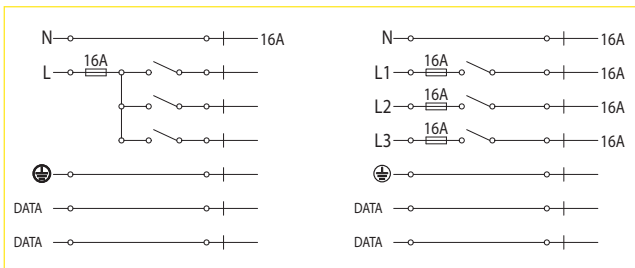 N 16A
L 16A
DATA
DATA
N 16A
L1 16A 16A
L2 16A 16A
L3 16A 16A
DATA
DATA